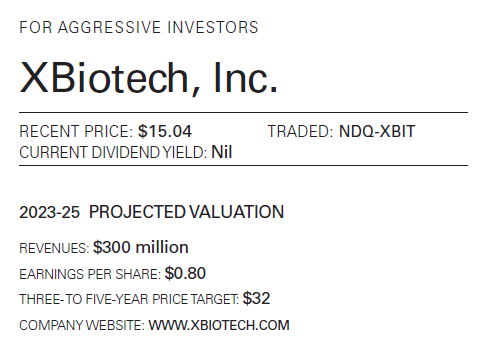 FOR AGGRESSIVE INVESTORS
XBiotech, Inc.
RECENT PRICE: $15.04 TRADED: NDQ-XBIT
CURRENT DIVIDEND YIELD: Nil
2023-25 PROJECTED VALUATION
REVENUES: $300 million
EARNINGS PER SHARE: $0.80
THREE- TO FIVE-YEAR PRICE TARGET: $32
COMPANY WEBSITE: WWW.XBIOTECH.COM